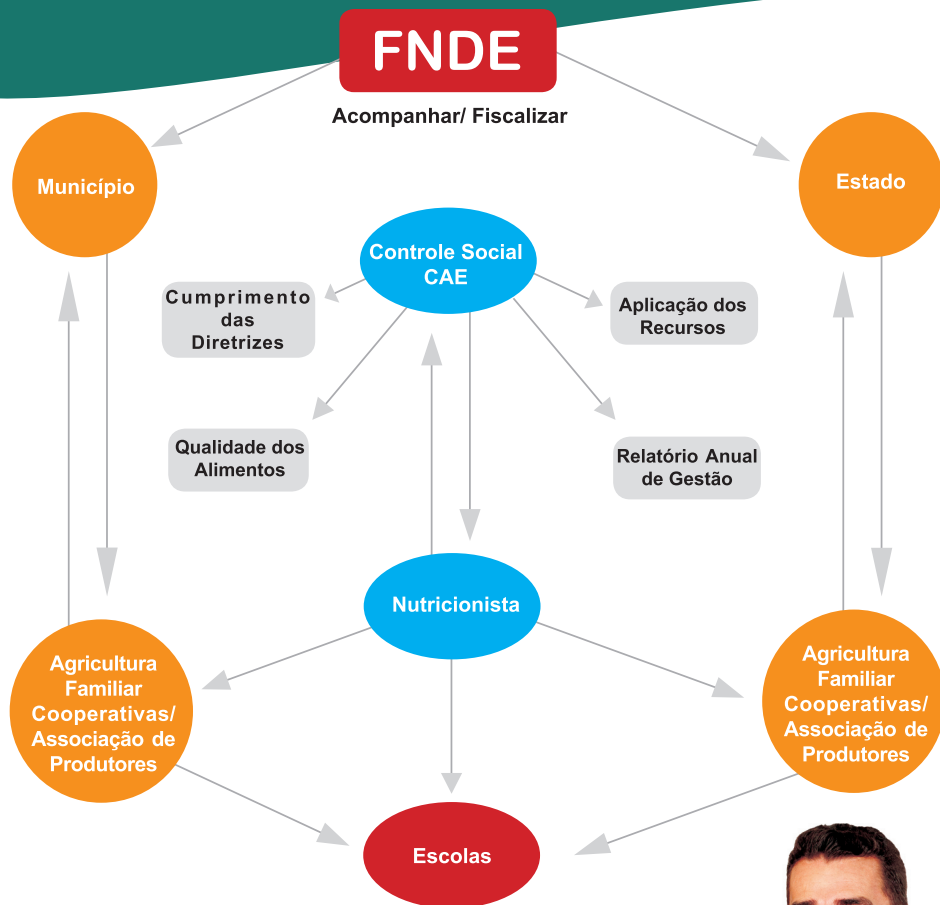 FNDE
Acompanhar/ Fiscalizar
Município
Estado
Controle Social
CAE
Cumprimento
das
Diretrizes
Aplicação dos
Recursos
Qualidade dos
Alimentos
Relatório Anual
de Gestão
Nutricionista
Agricultura
Familiar
Cooperativas/
Associação de
Produtores
Agricultura
Familiar
Cooperativas/
Associação de
Produtores
Escolas